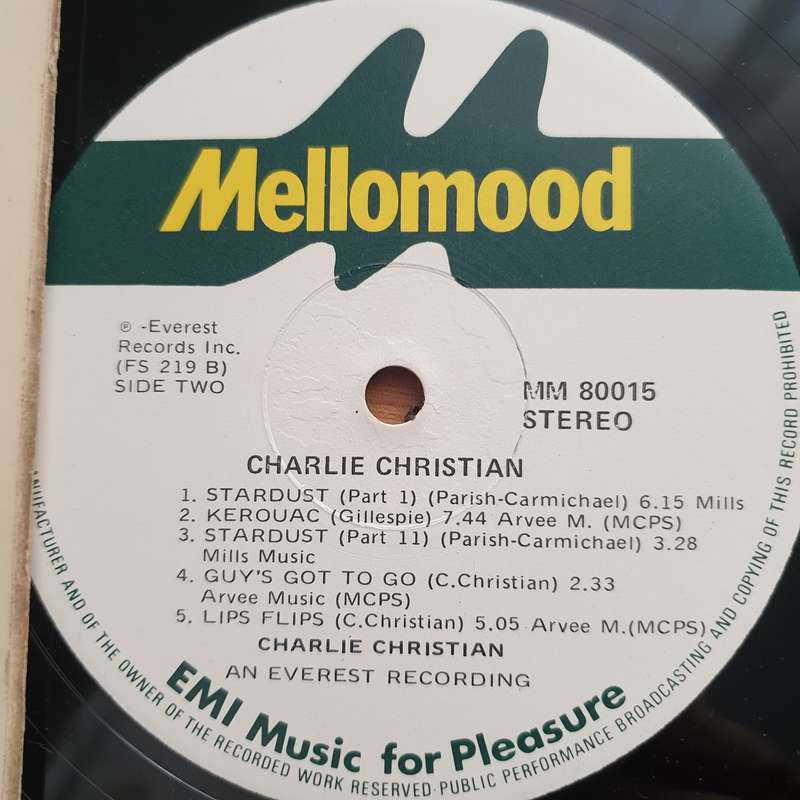 Mellomood
℗ -Everest
Records Inc.
(FS 219 B)
SIDE TWO
MM 80015
STEREO
CHARLIE CHRISTIAN
1. STARDUST (Part 1) (Parish-Carmichael) 6.15 Mills
2. KEROUAC (Gillespie) 7.44 Arvee M. (MCPS)
3. STARDUST (Part 11) (Parish-Carmichael) 3.28
Mills Music
4. GUY'S GOT TO GO (C.Christian) 2.33
Arvee Music (MCPS)
5. LIPS FLIPS (C.Christian) 5.05 Arvee M.(MCPS)
CHARLIE CHRISTIAN
AN EVEREST RECORDING
EMI Music for Pleasure
ANUFACTURER AND OF THE OWNER OF THE RECORDED WORK RESERVED·PUBLIC PERFORMANCE BROADCASTING AND COPYING OF THIS RECORD PROHIBITED